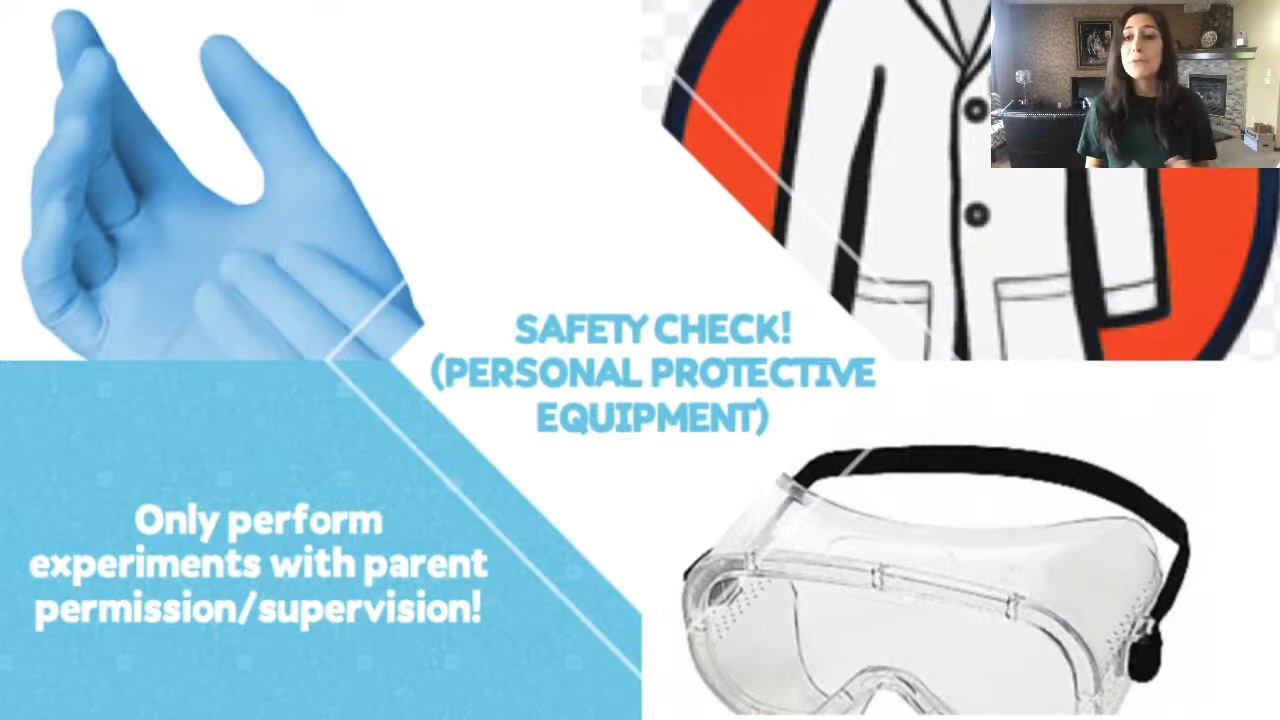 SAFETY CHECK!
(PERSONAL PROTECTIVE
EQUIPMENT)
Only perform
experiments with parent
permission/supervision!